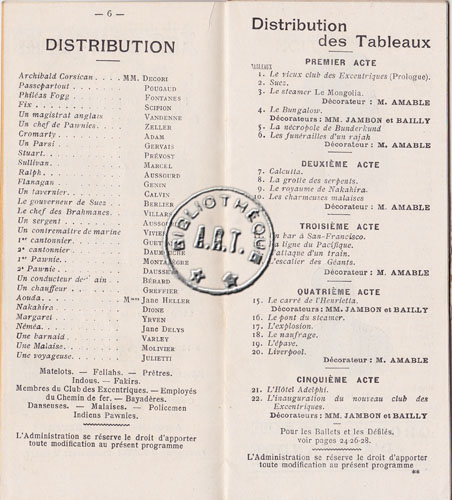 — 6 —
DISTRIBUTION
Archibald Corsican . . . . MM. DECORI
Passepartout . . . . POUGAUD
Philéas Fogg . . . . FONTANES
Fix . . . . SCIPION
Un magistrat anglais VANDENNE
Un chef de Pawnies. . . . ZELLER
Cromarty . . . . ADAM
Un Parsi . . . . GERVAIS
Stuart. . . . PRÉVOST
Sullivan. . . . MARCEL
Ralph. . . . AUSSOURD
Flanagan . . . . GENIN
Un tavernier. . . . CALVIN
Le gouverneur de Suez . . BERLIER
Le chef des Brahmanes. VILLARS
Un sergent . . . .
Un contremaître de marine
1er cantonnier. . . .
2e cantonnier . . . .
1er Pawnie. . . .
2e Pawnie. . . .
Un conducteur de train BÉRARD
Un chauffeur . . . . GREFFIER
Aouda. . . . Mmes Jane HELLER
Nakahira . . . . DIONE
Margaret . . . . YRVEN
Néméa. . . . Jane DELYS
Une barnaid . . . . VARLEY
Une Malaise. . . . MOLIVIER
Une voyageuse. . . . JULIETTI
Matelots. — Fellahs. — Prêtres.
Indous. — Fakirs.
Membres du Club des Excentriques. — Employés
du Chemin de fer. — Bayadères.
Danseuses. — Malaises. — Policemen
Indiens Pawnies.
L'Administration se réserve le droit d'apporter
toute modification au présent programme
BIBLIOTHÈQUE
A.R.T.
Distribution
des Tableaux
TABLEAUX
PREMIER ACTE
1. Le vieux club des Excentriques (Prologue).
2. Suez.
3. Le steamer Le Mongolia.
Décorateur : M. AMABLE
4. Le Bungalow.
Décorateurs : MM. JAMBON et BAILLY
5. La nécropole de Bunderkund
6. Les funérailles d'un rajah
Décorateur : M. AMABLE
DEUXIÈME ACTE
7. Calcutta.
8. La grotte des serpents.
9. Le royaume de Nakahira.
10. Les charmeuses malaises
Décorateur : M. AMABLE
TROISIÈME ACTE
bar à San-Francisco.
ligne du Pacifique.
attaque d'un train.
escalier des Géants.
Décorateur : M. AMABLE
QUATRIÈME ACTE
15. Le carré de l'Henrietta.
Décorateurs : MM. JAMBON et BAILLY
16. Le pont du steamer.
17. L'explosion.
18. Le naufrage.
19. L'épave.
20. Liverpool.
Décorateur : M. AMABLE
CINQUIÈME ACTE
21. L'Hôtel Adelphi.
22. L'inauguration du nouveau club des
Excentriques.
Décorateurs : MM. JAMBON et BAILLY
Pour les Ballets et les Défilés.
voir pages 24-26-28.
L'Administration se réserve le droit d'apporter
toute modification au présent programme
**